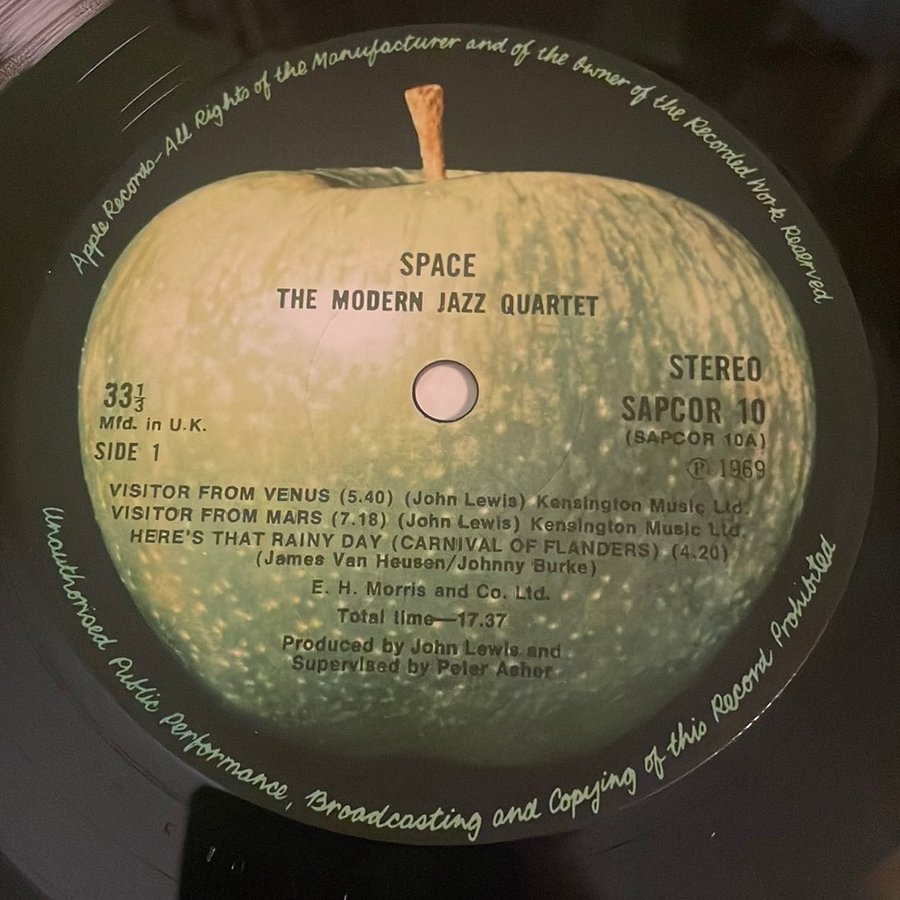 Apple Records - All Rights of the Manufacturer and of the Owner of the Recorded Work Reserved
SPACE
THE MODERN JAZZ QUARTET
33⅓
Mfd. in U.K.
SIDE 1
STEREO
SAPCOR 10
(SAPCOR 10A)
Ⓟ 1969
VISITOR FROM VENUS (5.40) (John Lewis) Kensington Music Ltd.
VISITOR FROM MARS (7.18) (John Lewis) Kensington Music Ltd.
HERE'S THAT RAINY DAY (CARNIVAL OF FLANDERS) (4.20)
(James Van Heusen/Johnny Burke)
E. H. Morris and Co. Ltd.
Total time—17.37
Produced by John Lewis and
Supervised by Peter Asher
Unauthorised Public Performance, Broadcasting and Copying of this Record Prohibited